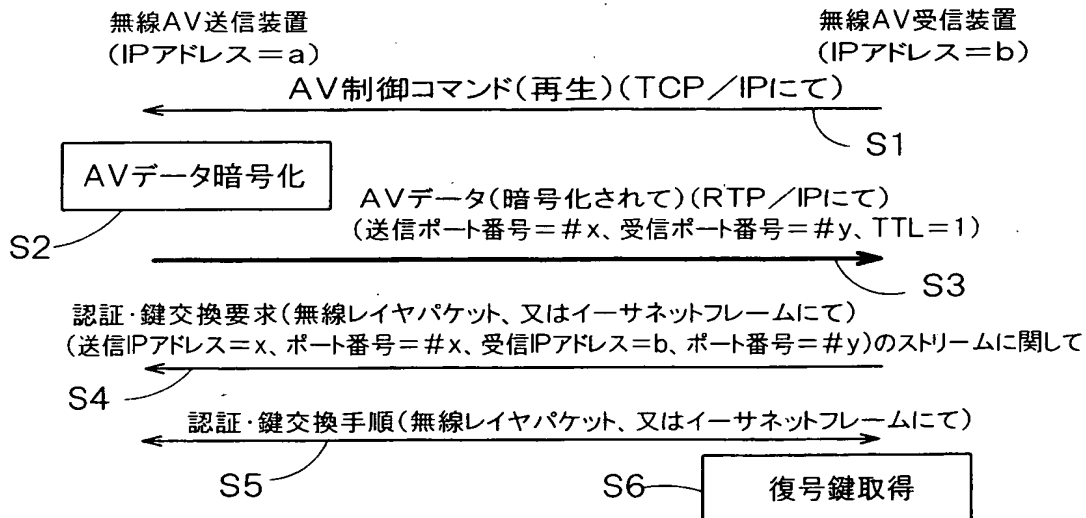 無線AV送信装置
(IPアドレス=a)
無線AV受信装置
(IPアドレス=b)
AV制御コマンド(再生)(TCP/IPにて)
S1
AVデータ暗号化
S2
AVデータ(暗号化されて)(RTP/IPにて)
(送信ポート番号=#x、受信ポート番号=#y、TTL=1)
S3
認証・鍵交換要求(無線レイヤパケット、又はイーサネットフレームにて)
(送信IPアドレス=x、ポート番号=#x、受信IPアドレス=b、ポート番号=#y)のストリームに関して
S4
認証・鍵交換手順(無線レイヤパケット、又はイーサネットフレームにて)
S5
S6
復号鍵取得